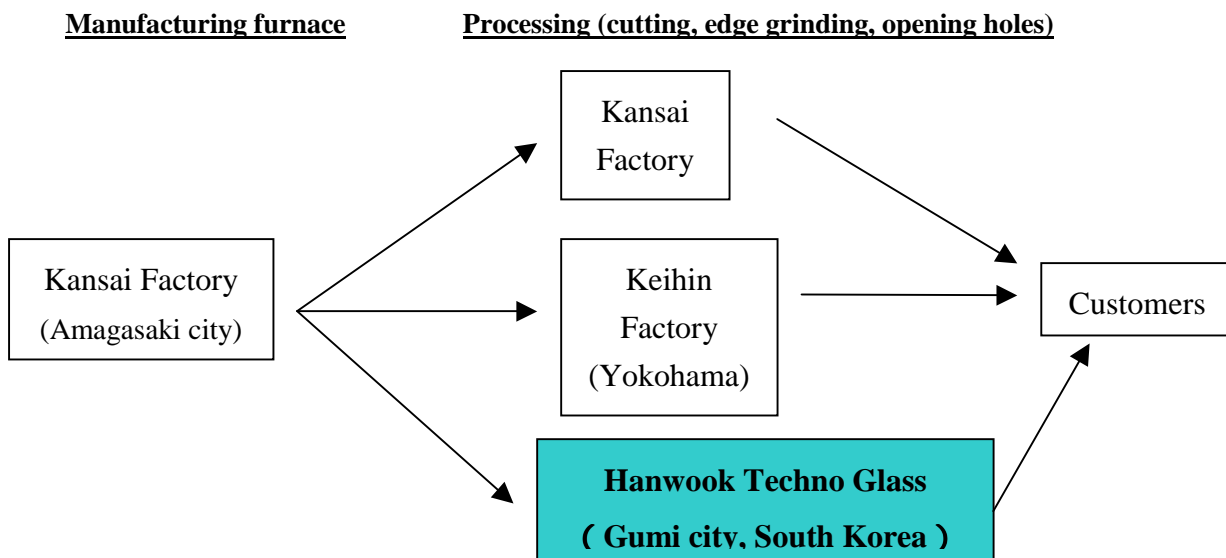 Manufacturing furnace
Processing (cutting, edge grinding, opening holes)
Kansai
Factory
Kansai Factory
(Amagasaki city)
Keihin
Factory
(Yokohama)
Customers
Hanwook Techno Glass
( Gumi city, South Korea )